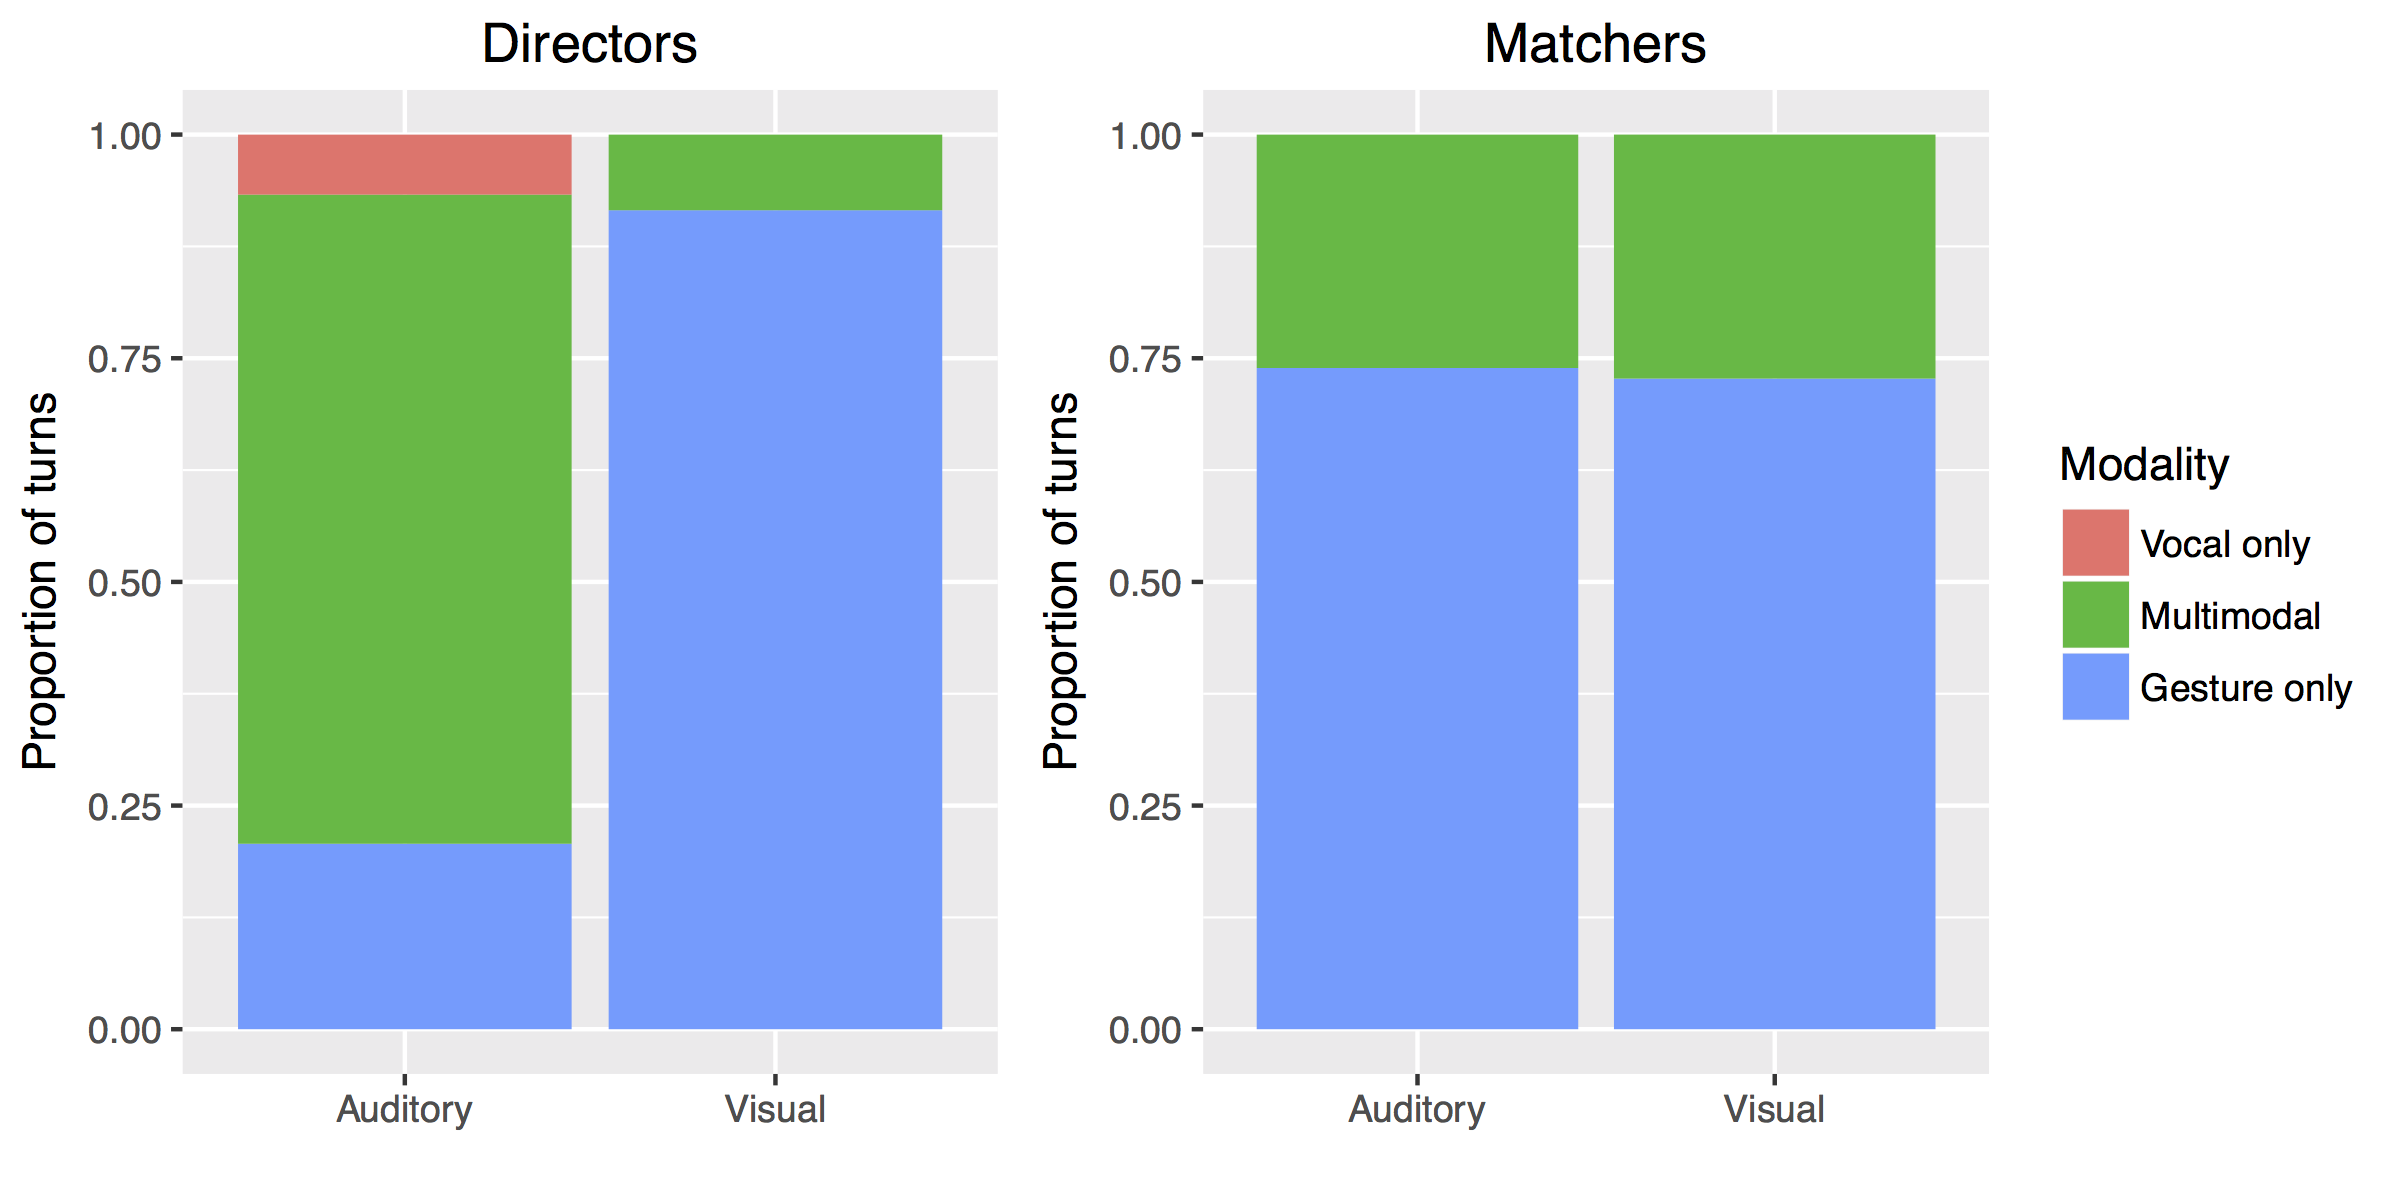 Directors
Matchers
Proportion of turns
1.00
0.75
0.50
0.25
0.00
Auditory
Visual
Proportion of turns
1.00
0.75
0.50
0.25
0.00
Auditory
Visual
Modality
Vocal only
Multimodal
Gesture only